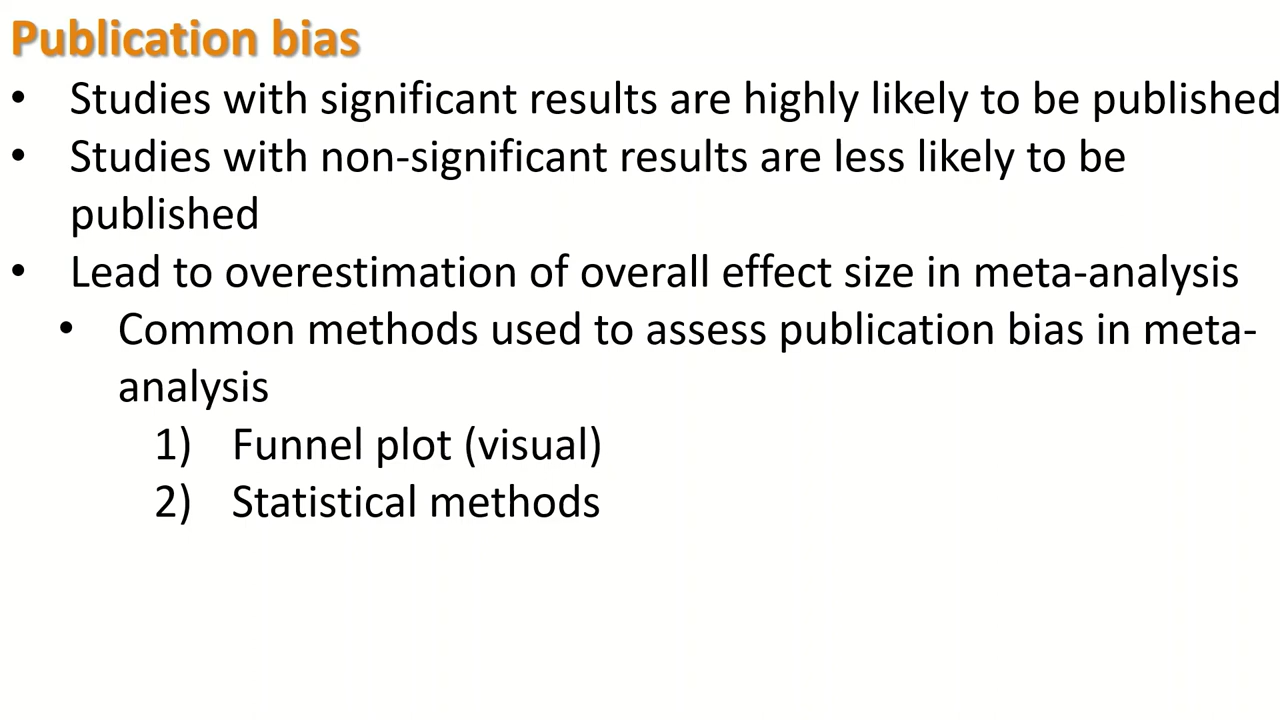 Publication bias
• Studies with significant results are highly likely to be published
• Studies with non-significant results are less likely to be
published
• Lead to overestimation of overall effect size in meta-analysis
• Common methods used to assess publication bias in meta-
analysis
1) Funnel plot (visual)
2) Statistical methods